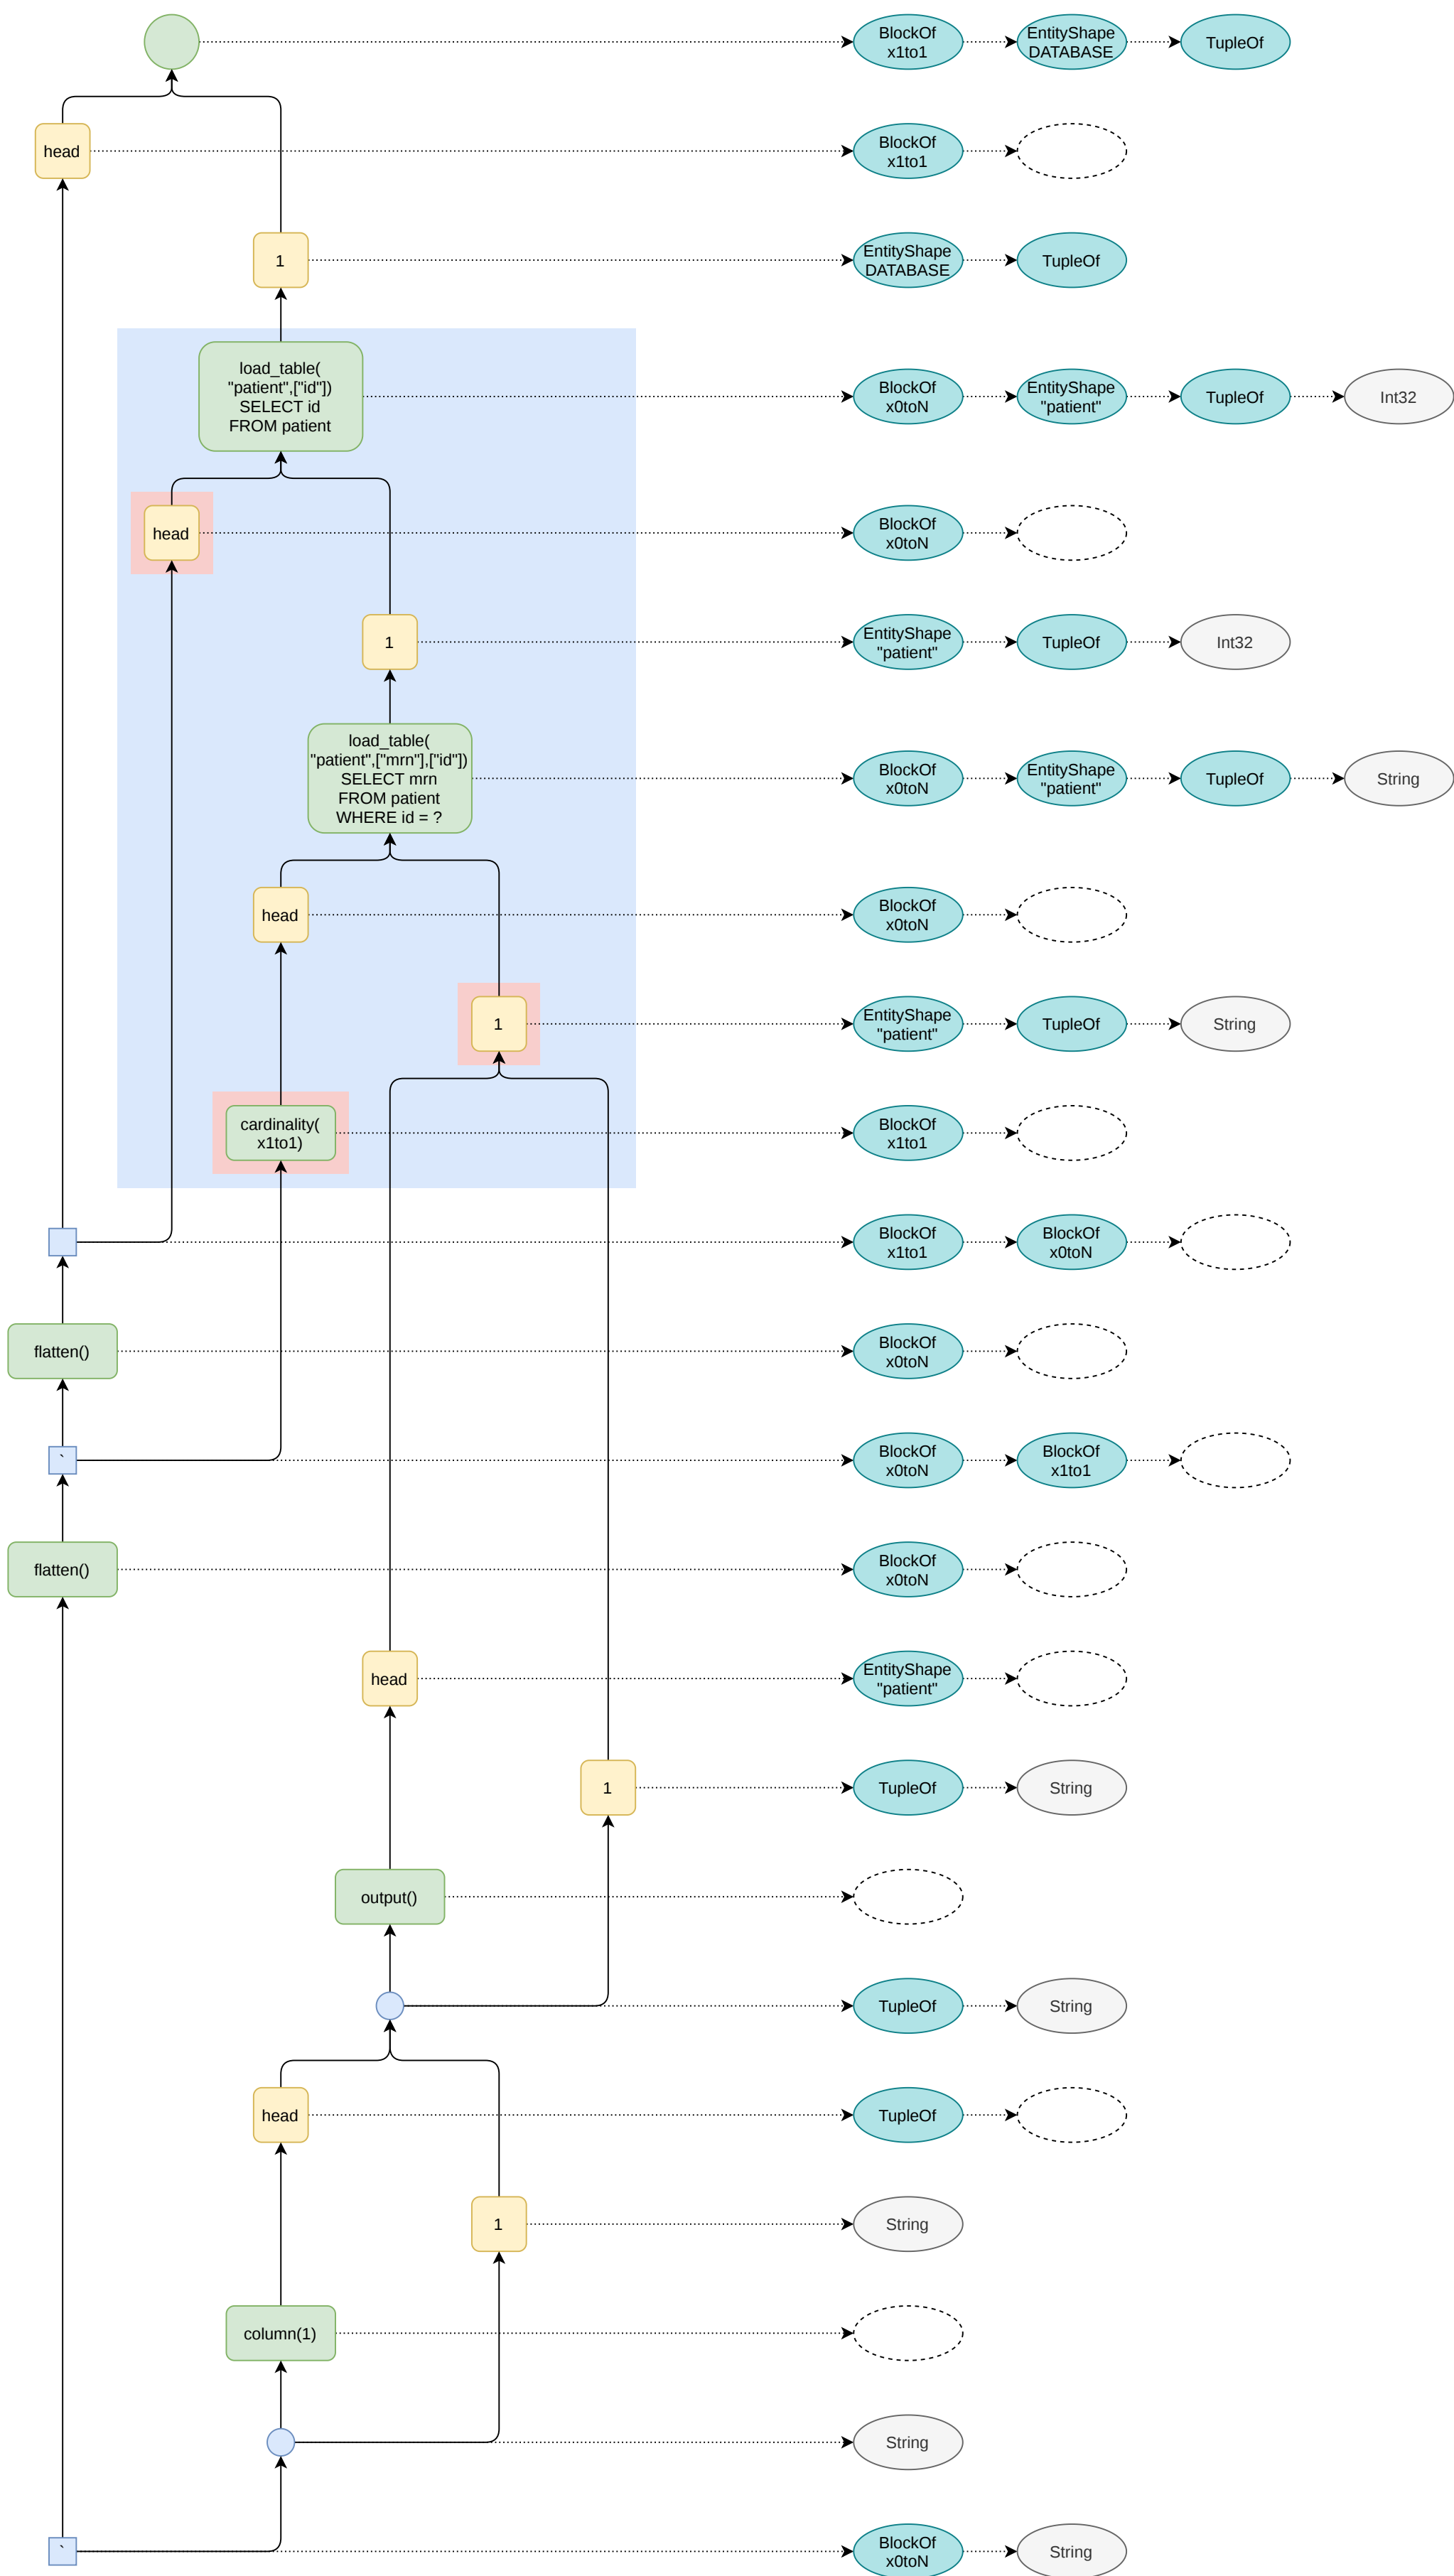 BlockOf
x1to1
EntityShape
DATABASE
TupleOf
head
BlockOf
x1to1
1
EntityShape
DATABASE
TupleOf
load_table(
"patient",["id"])
SELECT id
FROM patient
BlockOf
x0toN
EntityShape
"patient"
TupleOf
Int32
head
BlockOf
x0toN
1
EntityShape
"patient"
TupleOf
Int32
load_table(
"patient",["mrn"],["id"])
SELECT mrn
FROM patient
WHERE id = ?
BlockOf
x0toN
EntityShape
"patient"
TupleOf
String
head
BlockOf
x0toN
1
EntityShape
"patient"
TupleOf
String
cardinality(
x1to1)
BlockOf
x1to1
BlockOf
x1to1
BlockOf
x0toN
flatten()
BlockOf
x0toN
`
BlockOf
x0toN
BlockOf
x1to1
flatten()
BlockOf
x0toN
head
EntityShape
"patient"
1
TupleOf
String
output()
TupleOf
String
head
TupleOf
1
String
column(1)
String
`
BlockOf
x0toN
String